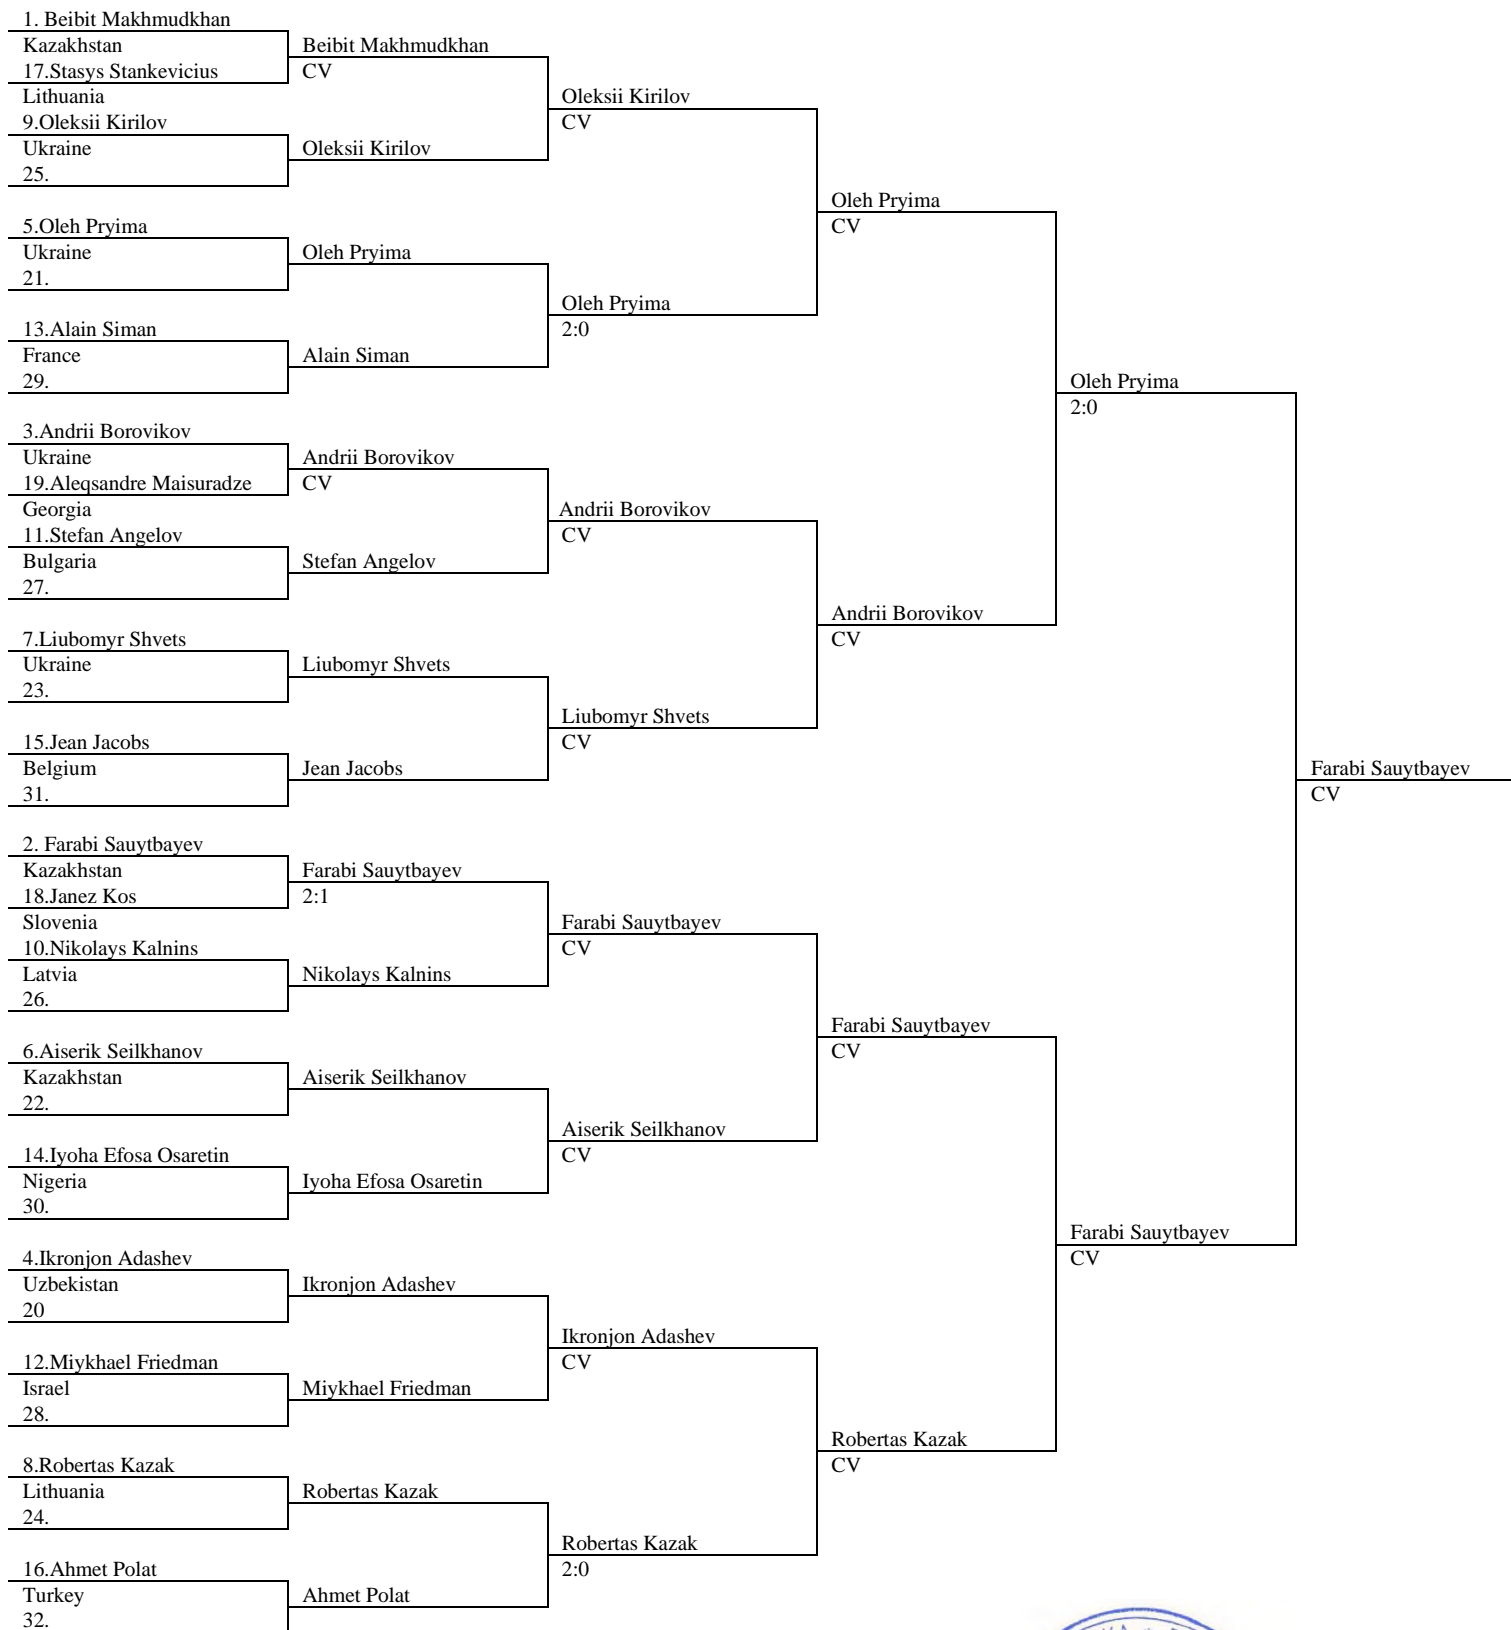 1. Beibit Makhmudkhan
Kazakhstan
17.Stasys Stankevicius
Lithuania
9.Oleksii Kirilov
Ukraine
25.
5.Oleh Pryima
Ukraine
21.
13.Alain Siman
France
29.
3.Andrii Borovikov
Ukraine
19.Aleqsandre Maisuradze
Georgia
11.Stefan Angelov
Bulgaria
27.
7.Liubomyr Shvets
Ukraine
23.
15.Jean Jacobs
Belgium
31.
2. Farabi Sauytbayev
Kazakhstan
18.Janez Kos
Slovenia
10.Nikolays Kalnins
Latvia
26.
6.Aiserik Seilkhanov
Kazakhstan
22.
14.Iyoha Efosa Osaretin
Nigeria
30.
4.Ikronjon Adashev
Uzbekistan
20
12.Miykhael Friedman
Israel
28.
8.Robertas Kazak
Lithuania
24.
16.Ahmet Polat
Turkey
32.
Beibit Makhmudkhan
CV
Oleksii Kirilov
Oleh Pryima
Alain Siman
Andrii Borovikov
CV
Stefan Angelov
Liubomyr Shvets
Jean Jacobs
Farabi Sauytbayev
2:1
Nikolays Kalnins
Aiserik Seilkhanov
Iyoha Efosa Osaretin
Ikronjon Adashev
Miykhael Friedman
Robertas Kazak
Ahmet Polat
Oleksii Kirilov
CV
Oleh Pryima
2:0
Andrii Borovikov
CV
Liubomyr Shvets
CV
Farabi Sauytbayev
CV
Aiserik Seilkhanov
CV
Ikronjon Adashev
CV
Robertas Kazak
2:0
Oleh Pryima
CV
Andrii Borovikov
CV
Farabi Sauytbayev
CV
Robertas Kazak
CV
Oleh Pryima
2:0
Farabi Sauytbayev
CV
Farabi Sauytbayev
CV